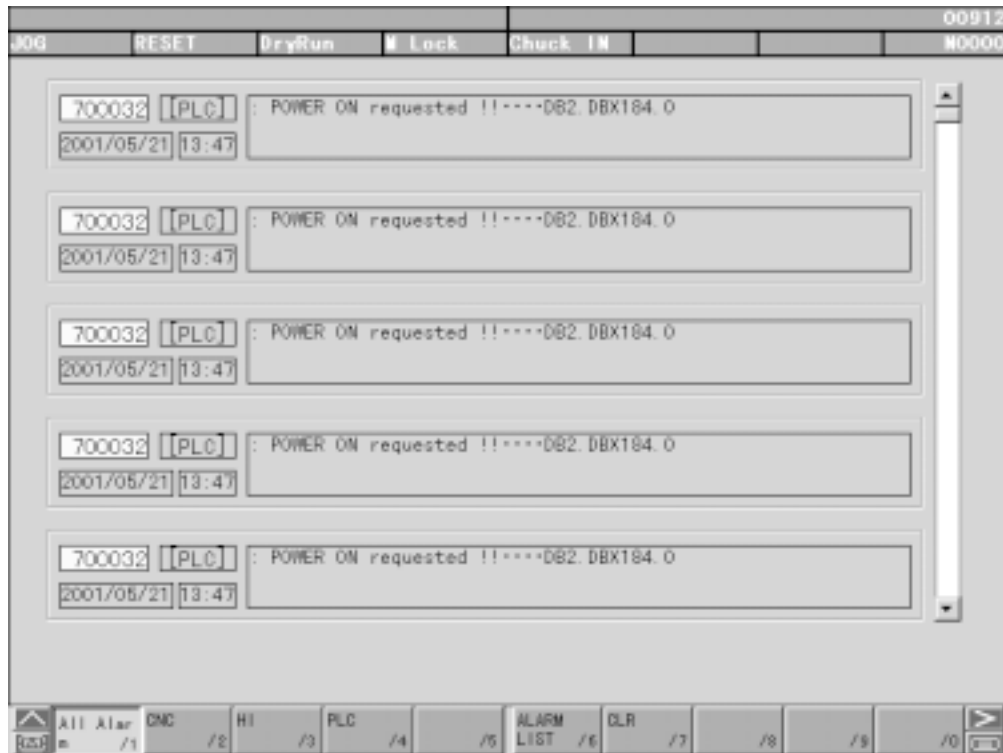 00912
JOG RESET DryRun M Lock Chuck IN N0000
700032 [PLC] : POWER ON requested !!----DB2.DBX184.0
2001/05/21 13:47
700032 [PLC] : POWER ON requested !!----DB2.DBX184.0
2001/05/21 13:47
700032 [PLC] : POWER ON requested !!----DB2.DBX184.0
2001/05/21 13:47
700032 [PLC] : POWER ON requested !!----DB2.DBX184.0
2001/05/21 13:47
700032 [PLC] : POWER ON requested !!----DB2.DBX184.0
2001/05/21 13:47
All Alar CNC HI PLC ALARM CLR
m /1 /2 /3 /4 /5 LIST /6 /7 /8 /9 /0